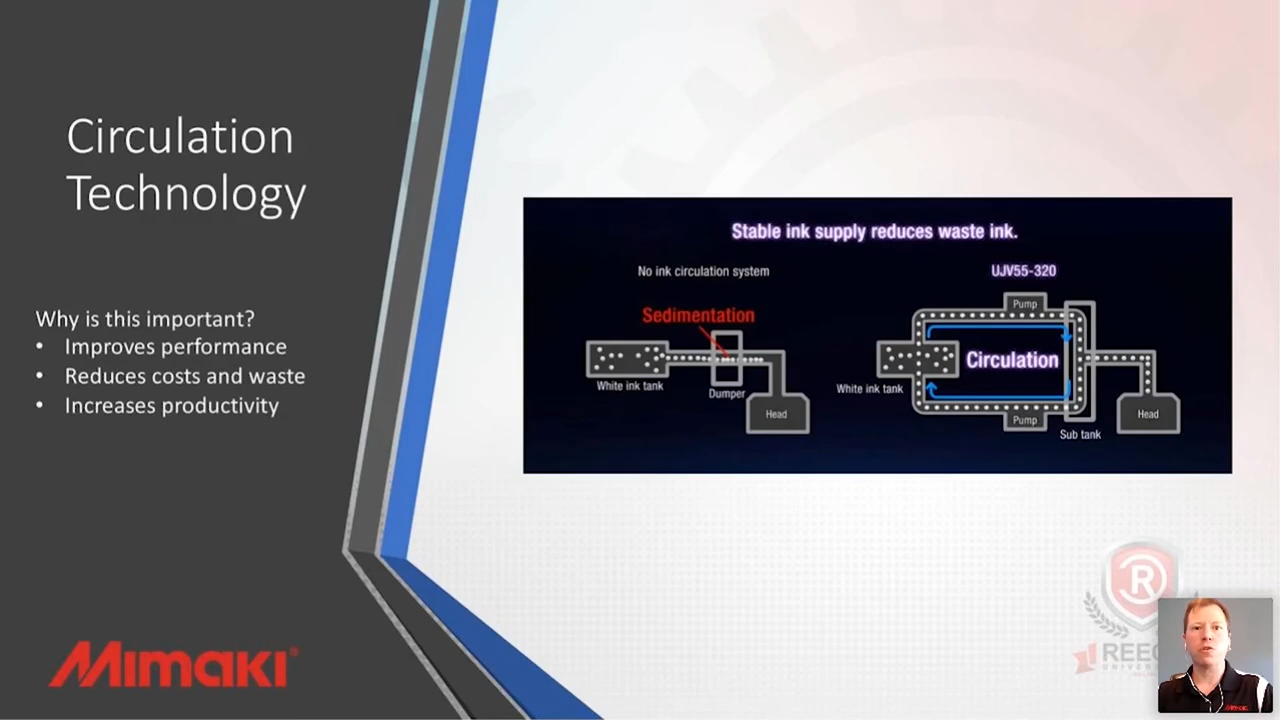 Circulation
Technology
Why is this important?
• Improves performance
• Reduces costs and waste
• Increases productivity
Mimaki®
Stable ink supply reduces waste ink.
No ink circulation system
Sedimentation
White ink tank
Dumper
Head
UJV55-320
Pump
Circulation
White ink tank
Pump
Sub tank
Head
R
Mimaki